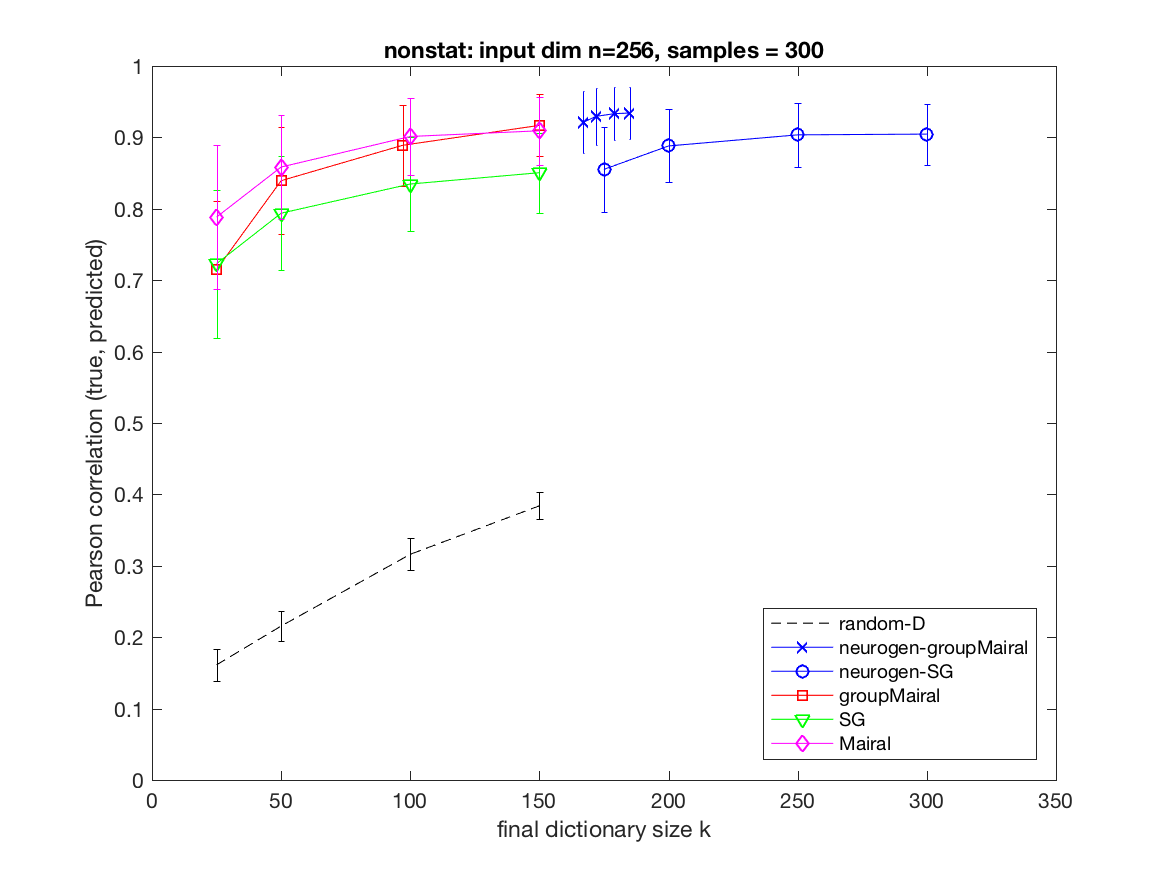 nonstat: input dim n=256, samples = 300
Pearson correlation (true, predicted)
1
0.9
0.8
0.7
0.6
0.5
0.4
0.3
0.2
0.1
0
0 50 100 150 200 250 300 350
final dictionary size k
random-D
neurogen-groupMairal
neurogen-SG
groupMairal
SG
Mairal